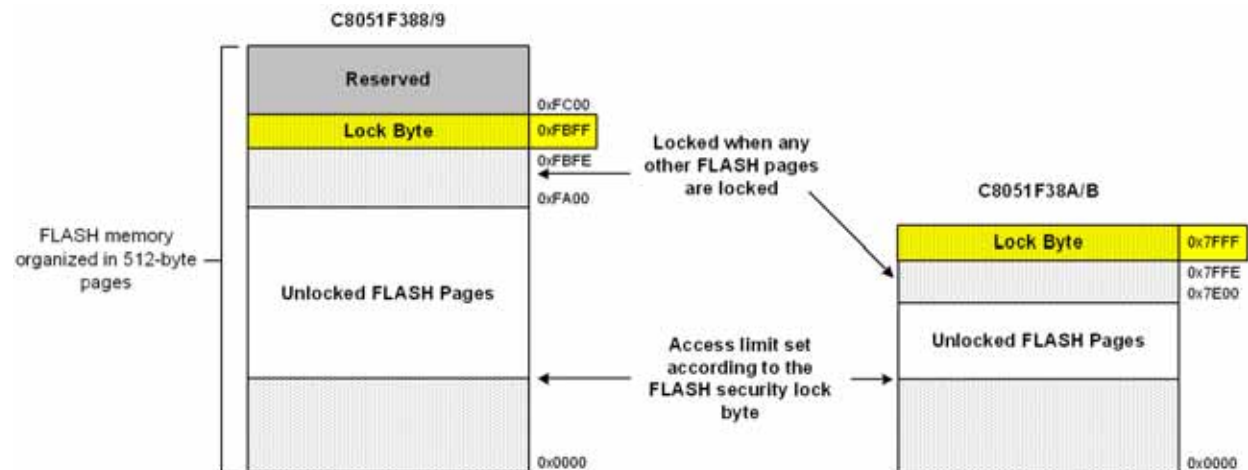 C8051F388/9
Reserved
0xFC00
Lock Byte
0xFBFF
0xFBFE
0xFA00
FLASH memory
organized in 512-byte
pages
Unlocked FLASH Pages
0x0000
Locked when any
other FLASH pages
are locked
Access limit set
according to the
FLASH security lock
byte
C8051F38A/B
Lock Byte
0x7FFF
0x7FFE
0x7E00
Unlocked FLASH Pages
0x0000